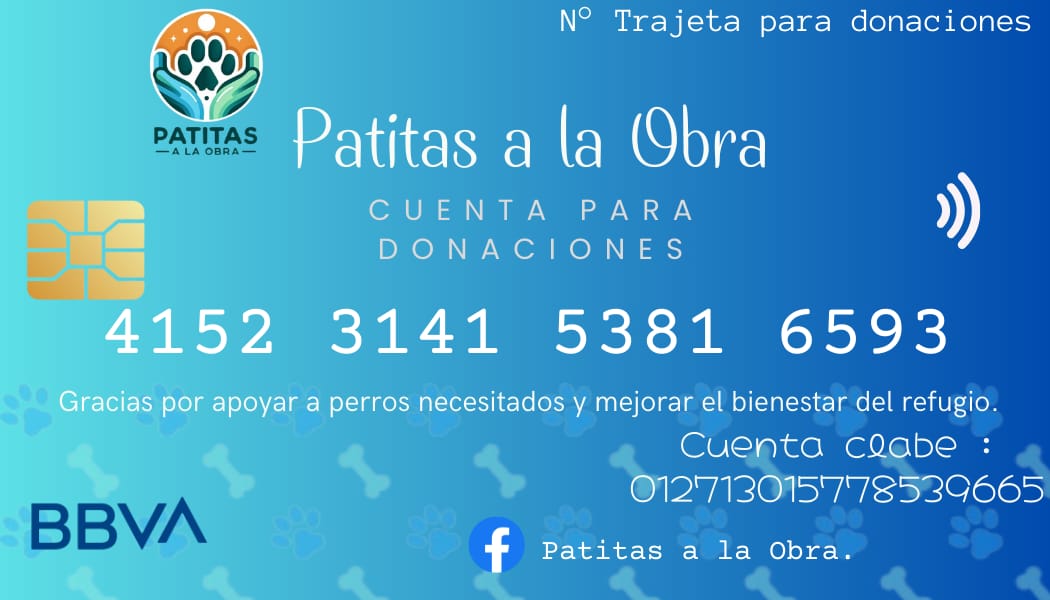 N° Trajeta para donaciones
PATITAS
A LA OBRA
Patitas a la Obra
CUENTA PARA
DONACIONES
4152 3141 5381 6593
Gracias por apoyar a perros necesitados y mejorar el bienestar del refugio.
Cuenta clabe :
012713015778539665
BBVA
f Patitas a la Obra.